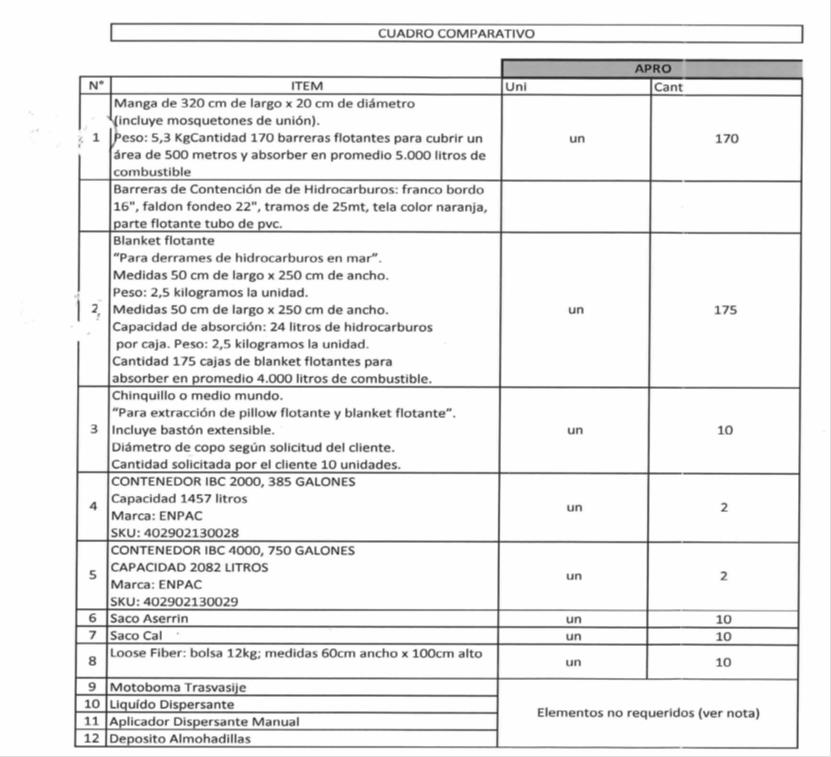 CUADRO COMPARATIVO
APRO
N° ITEM Uni Cant
Manga de 320 cm de largo x 20 cm de diámetro
(incluye mosquetones de unión).
1 Peso: 5,3 KgCantidad 170 barreras flotantes para cubrir un un 170
área de 500 metros y absorber en promedio 5.000 litros de
combustible
Barreras de Contención de de Hidrocarburos: franco bordo
16", faldon fondeo 22", tramos de 25mt, tela color naranja,
parte flotante tubo de pvc.
Blanket flotante
"Para derrames de hidrocarburos en mar".
Medidas 50 cm de largo x 250 cm de ancho.
Peso: 2,5 kilogramos la unidad.
2 Medidas 50 cm de largo x 250 cm de ancho. un 175
Capacidad de absorción: 24 litros de hidrocarburos
por caja. Peso: 2,5 kilogramos la unidad.
Cantidad 175 cajas de blanket flotantes para
absorber en promedio 4.000 litros de combustible.
Chinquillo o medio mundo.
"Para extracción de pillow flotante y blanket flotante".
3 Incluye bastón extensible. un 10
Diámetro de copo según solicitud del cliente.
Cantidad solicitada por el cliente 10 unidades.
CONTENEDOR IBC 2000, 385 GALONES
4 Capacidad 1457 litros un 2
Marca: ENPAC
SKU: 402902130028
CONTENEDOR IBC 4000, 750 GALONES
5 CAPACIDAD 2082 LITROS un 2
Marca: ENPAC
SKU: 402902130029
6 Saco Aserrin un 10
7 Saco Cal un 10
8 Loose Fiber: bolsa 12kg; medidas 60cm ancho x 100cm alto un 10
9 Motoboma Trasvasije
10 Liquído Dispersante
11 Aplicador Dispersante Manual
12 Deposito Almohadillas
Elementos no requeridos (ver nota)